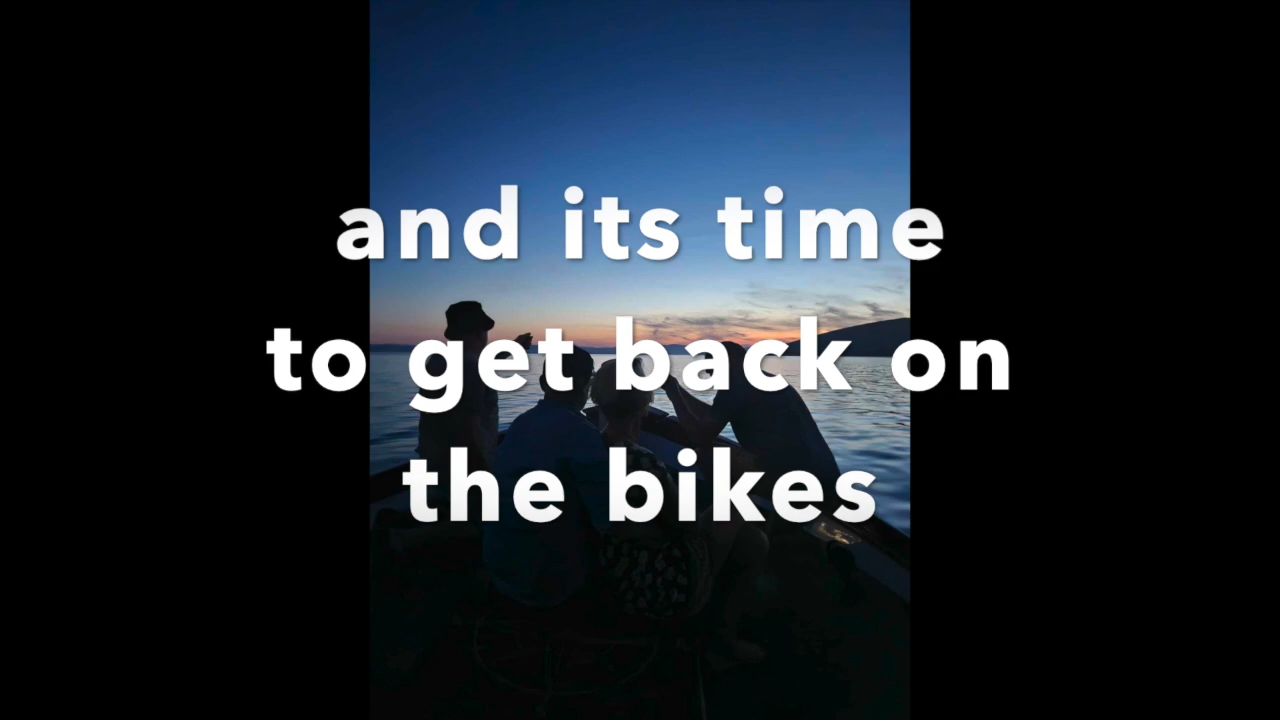 and its time
to get back on
the bikes